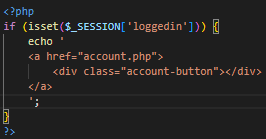 <?php
if (isset($_SESSION['loggedin'])) {
    echo '
    <a href="account.php">
        <div class="account-button"></div>
    </a>
    ';
}
?>